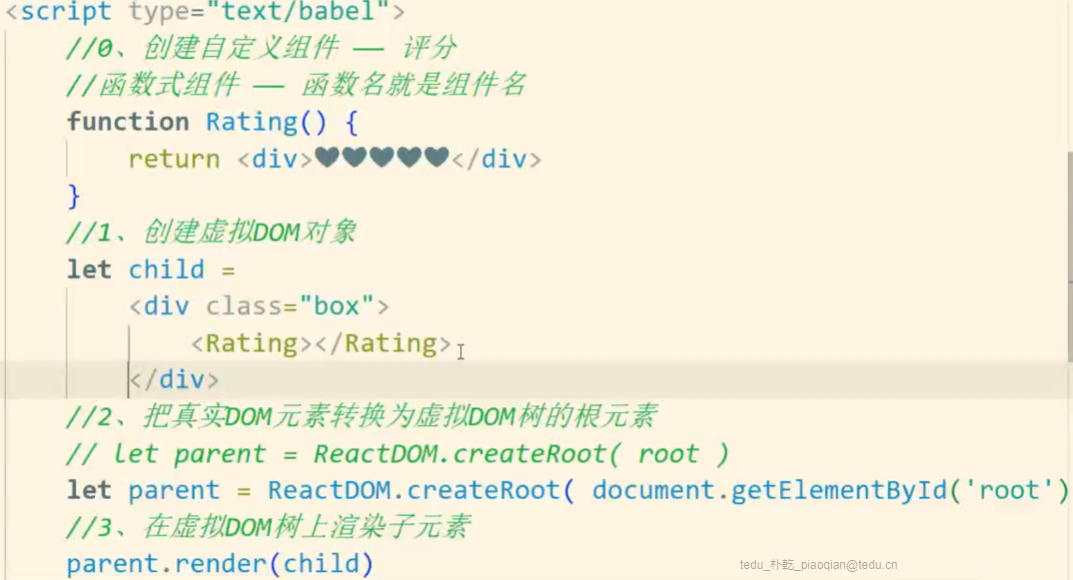 <script type="text/babel">
//0、创建自定义组件 —— 评分
//函数式组件 —— 函数名就是组件名
function Rating() {
return <div>🖤🖤🖤🖤🖤</div>
}
//1、创建虚拟DOM对象
let child =
<div class="box">
<Rating></Rating>
</div>
//2、把真实DOM元素转换为虚拟DOM树的根元素
// let parent = ReactDOM.createRoot( root )
let parent = ReactDOM.createRoot( document.getElementById('root')
//3、在虚拟DOM树上渲染子元素
parent.render(child)
tedu_朴乾_piaoqian@tedu.cn